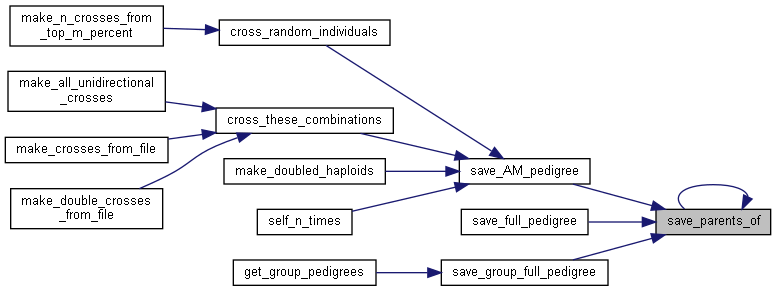 make_n_crosses_from
_top_m_percent
cross_random_individuals
make_all_unidirectional
_crosses
cross_these_combinations
make_crosses_from_file
make_doubled_haploids
save_AM_pedigree
make_double_crosses
_from_file
self_n_times
save_full_pedigree
save_parents_of
get_group_pedigrees
save_group_full_pedigree